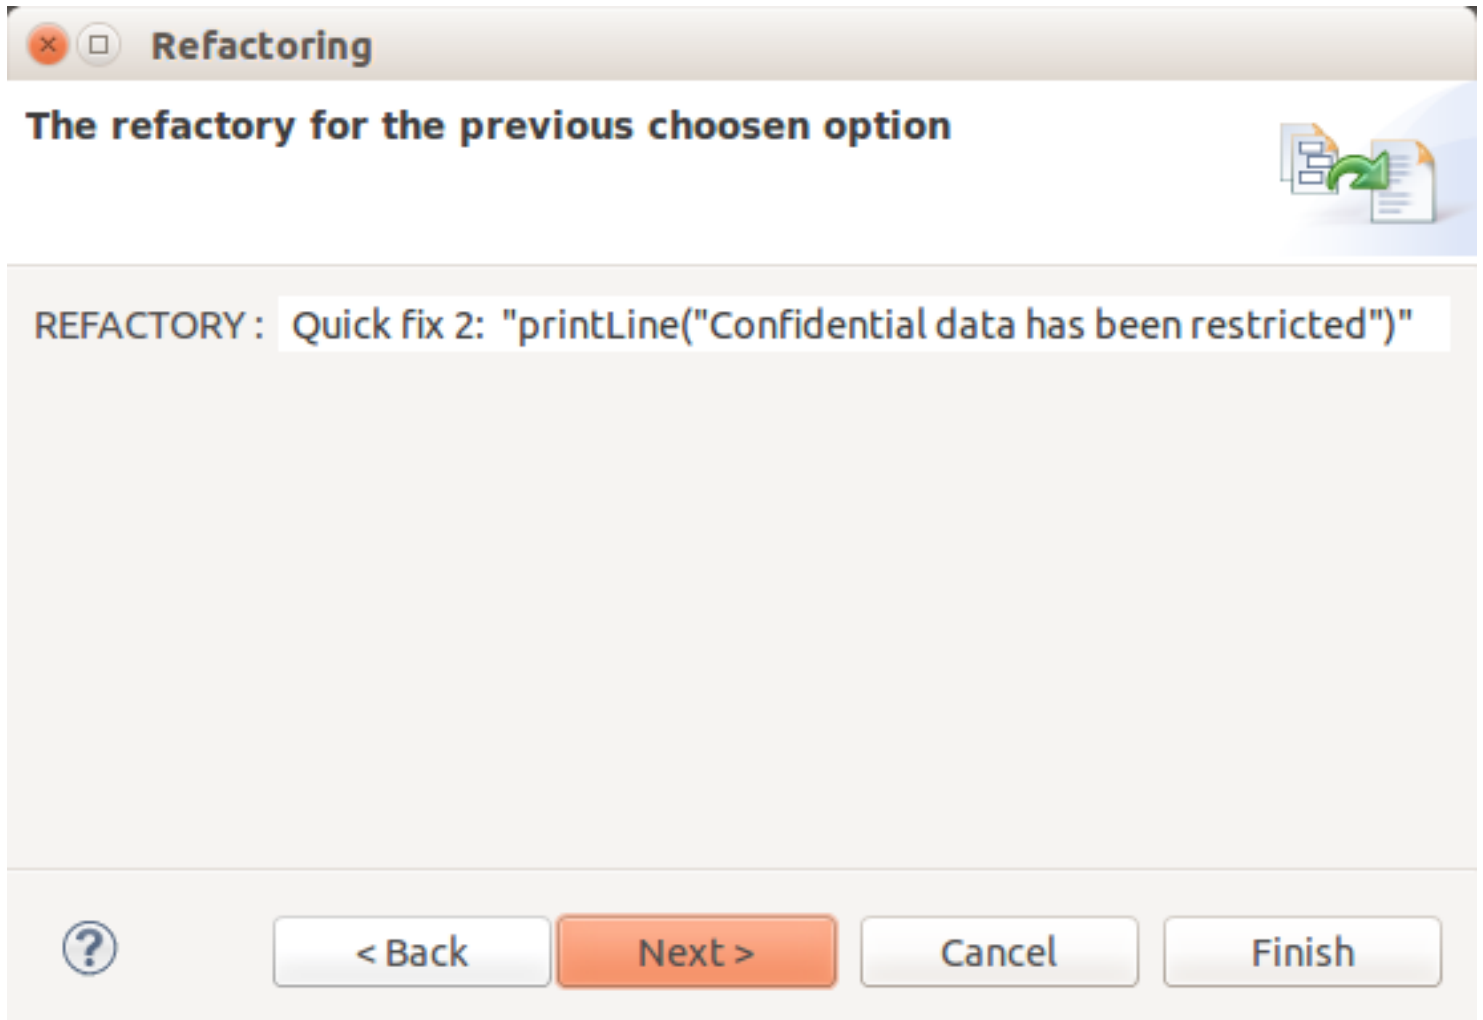 Refactoring
The refactory for the previous choosen option
REFACTORY : Quick fix 2: "printLine("Confidential data has been restricted")"
?
< Back Next > Cancel Finish